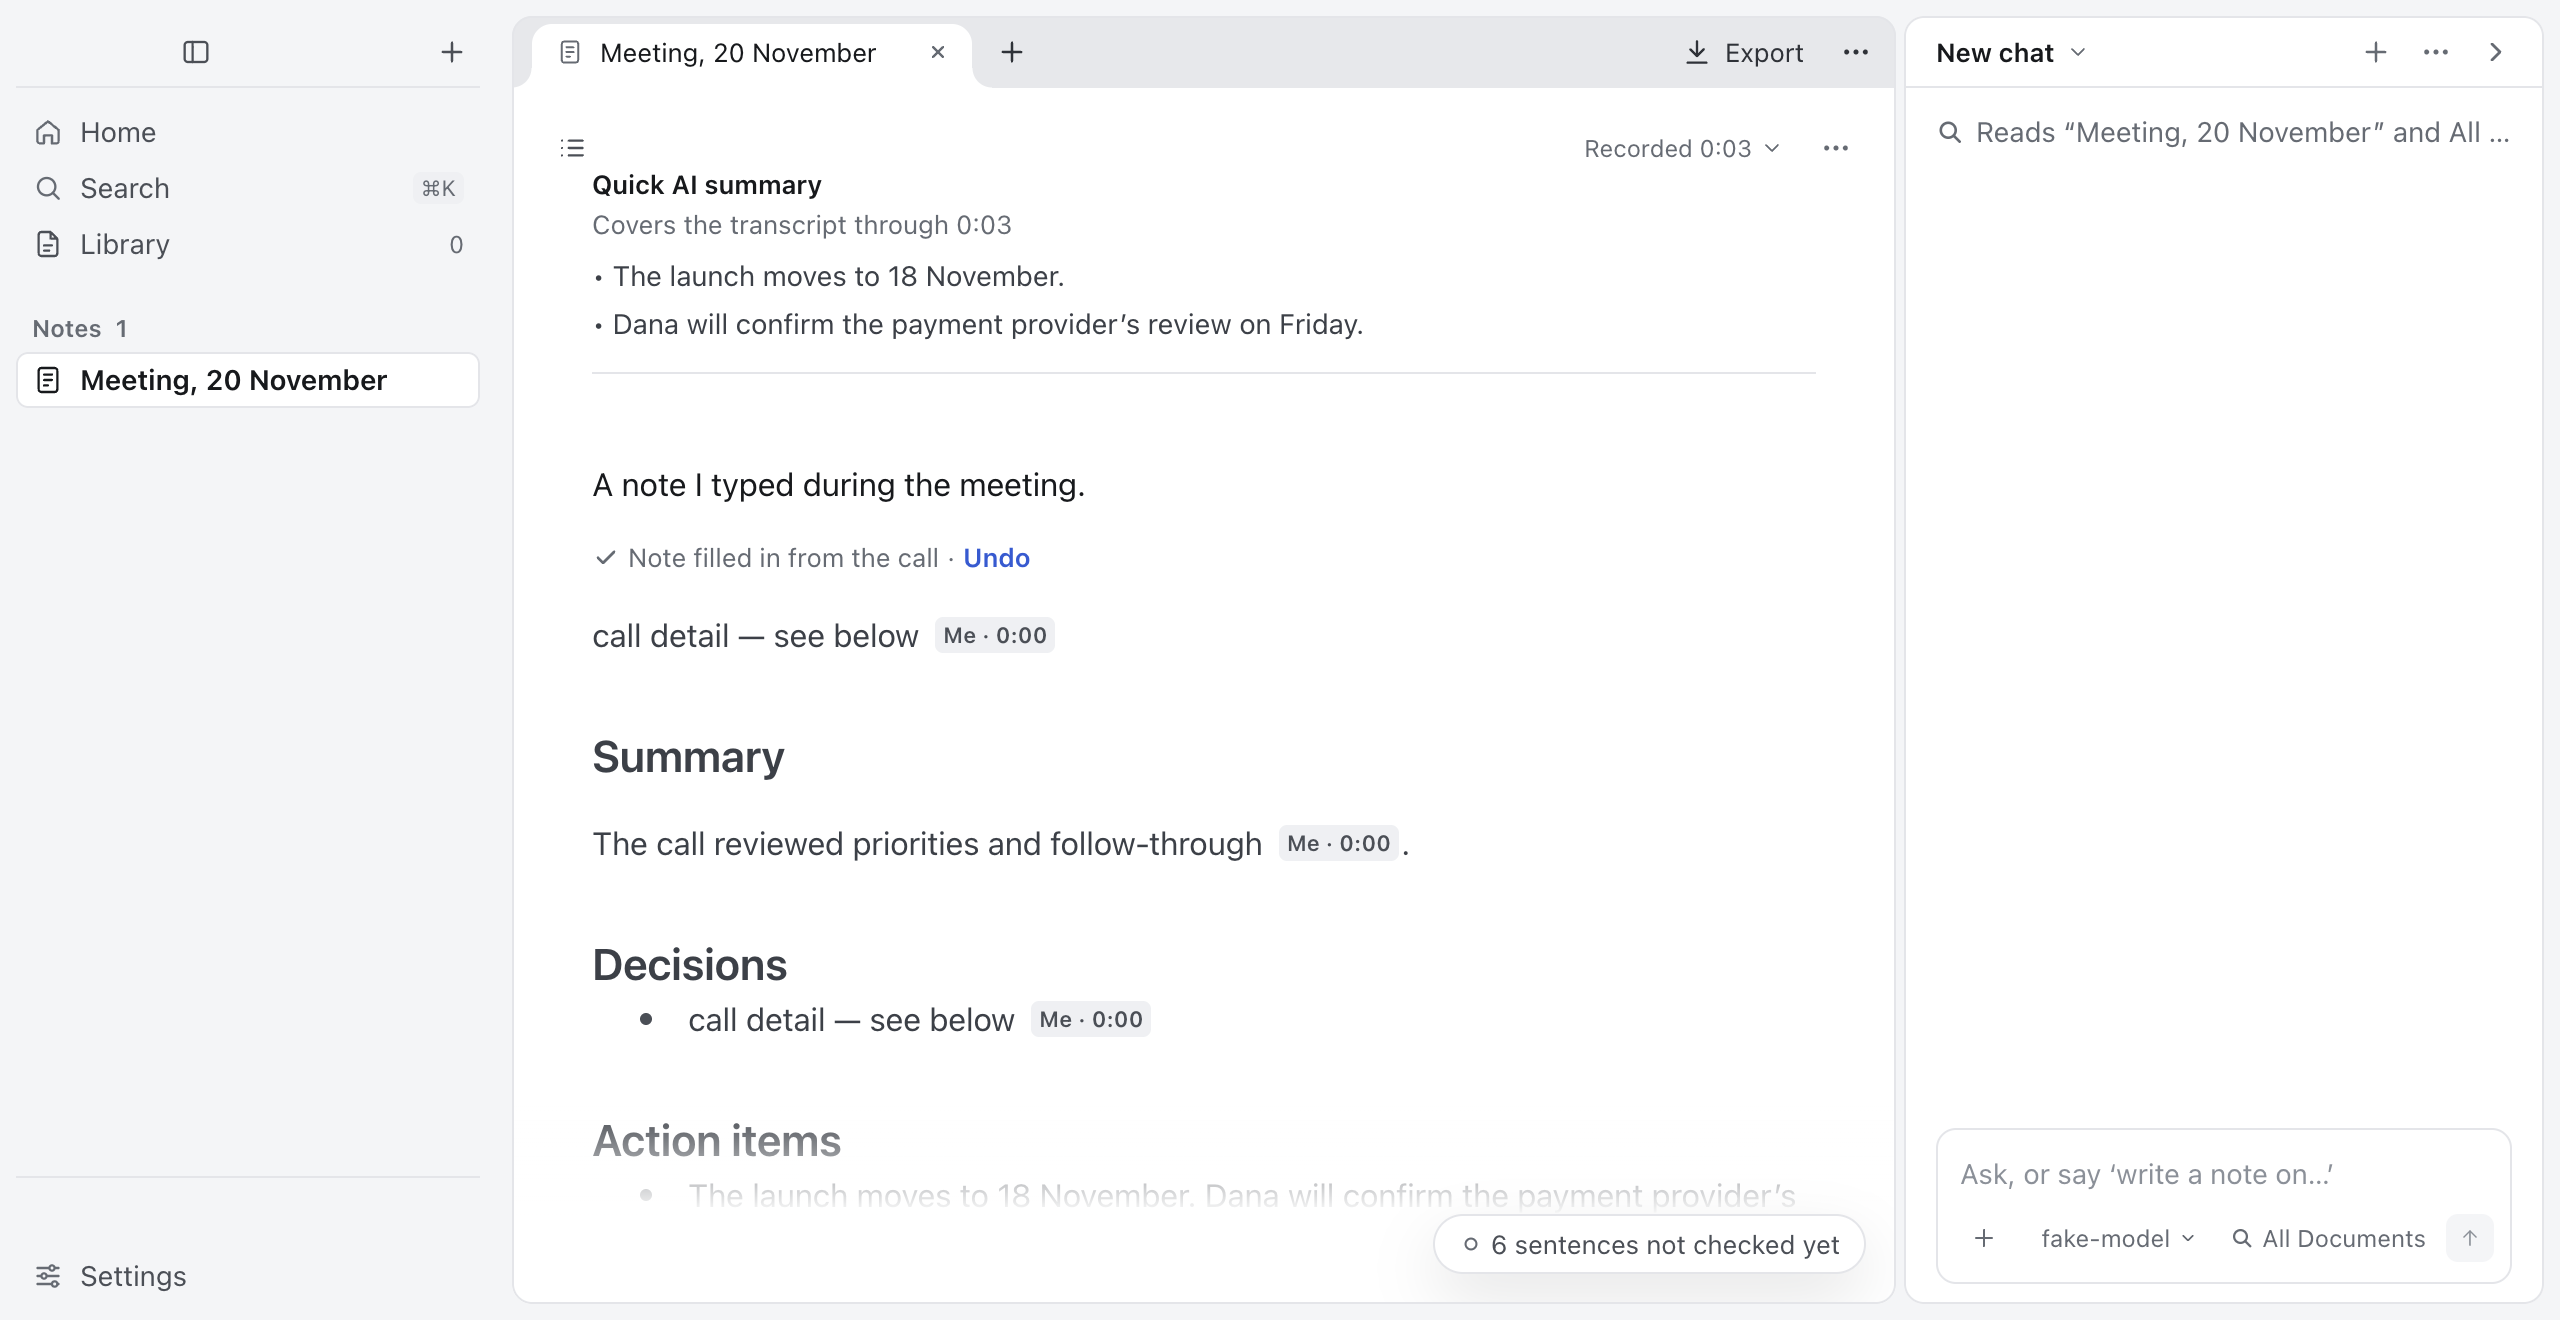 Home
Search ⌘K
Library 0
Notes 1
Meeting, 20 November
Settings
Meeting, 20 November
Export
Recorded 0:03
Quick AI summary
Covers the transcript through 0:03
• The launch moves to 18 November.
• Dana will confirm the payment provider’s review on Friday.
A note I typed during the meeting.
Note filled in from the call · Undo
call detail — see below Me · 0:00
Summary
The call reviewed priorities and follow-through Me · 0:00 .
Decisions
• call detail — see below Me · 0:00
Action items
• The launch moves to 18 November. Dana will confirm the payment provider’s
6 sentences not checked yet
New chat
Reads “Meeting, 20 November” and All ...
Ask, or say ‘write a note on...’
fake-model
All Documents